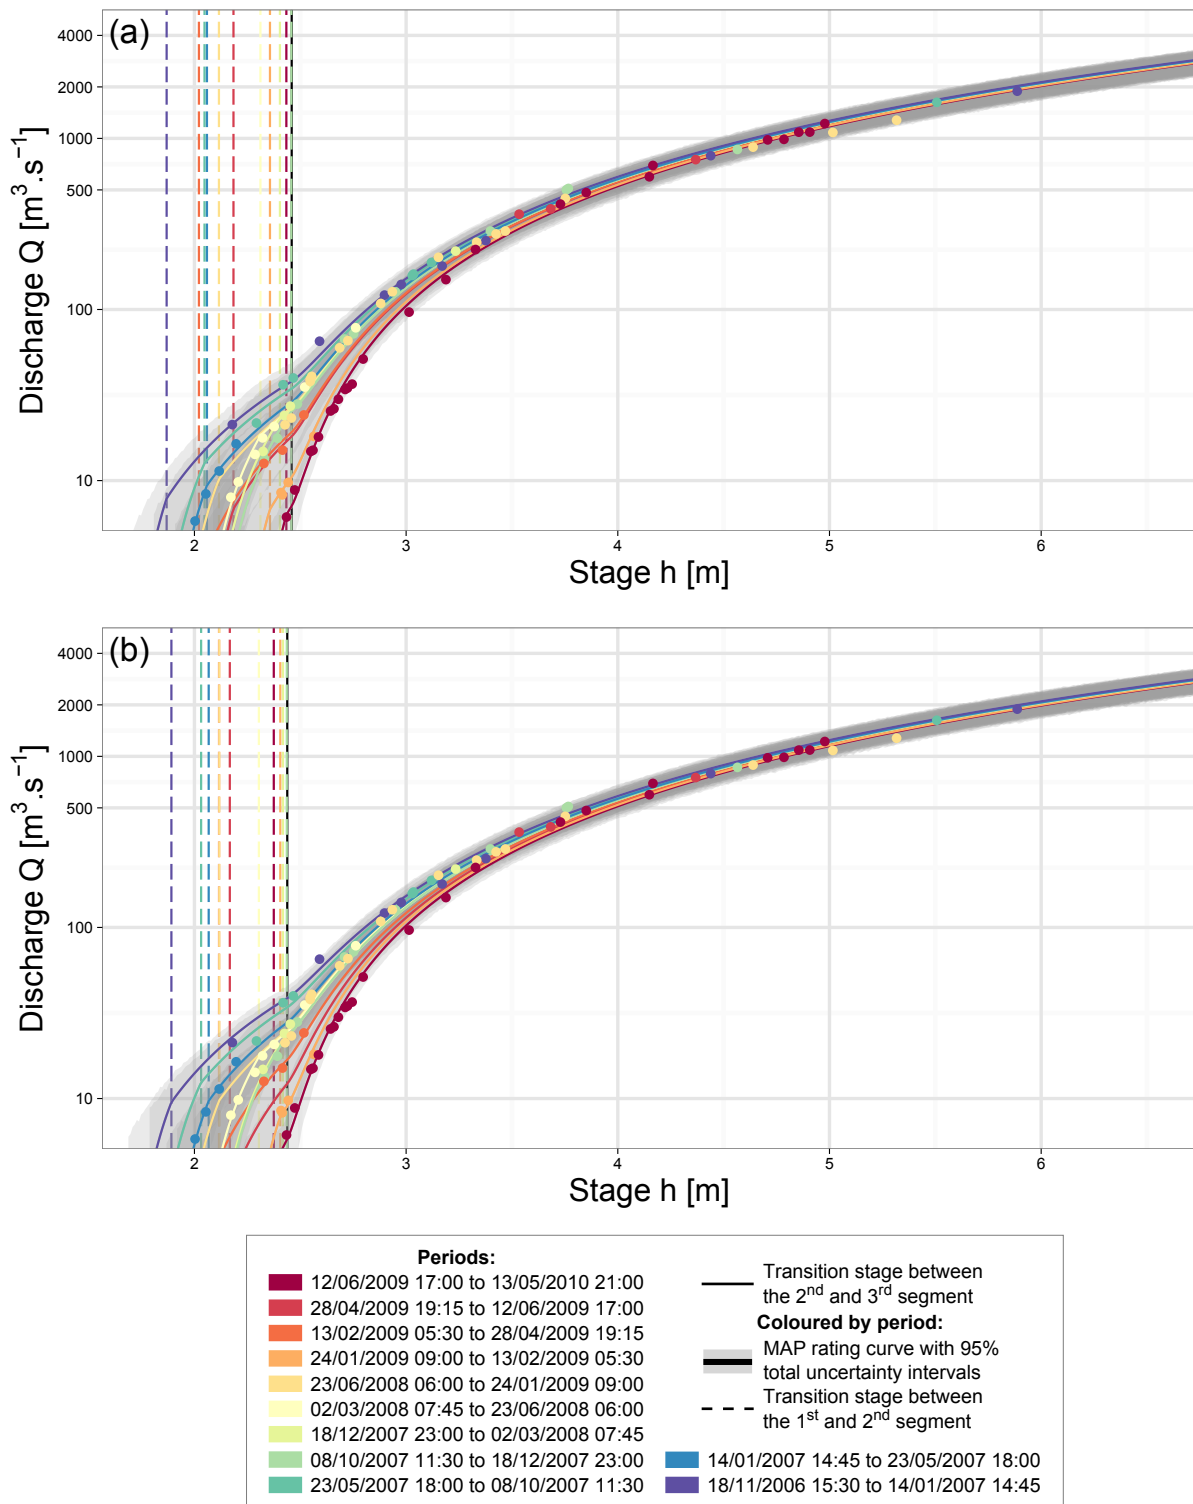 (a)
4000
2000
1000
500
100
10
Discharge Q [m³.s⁻¹]
2 3 4 5 6
Stage h [m]
(b)
4000
2000
1000
500
100
10
Discharge Q [m³.s⁻¹]
2 3 4 5 6
Stage h [m]
Periods:
12/06/2009 17:00 to 13/05/2010 21:00
28/04/2009 19:15 to 12/06/2009 17:00
13/02/2009 05:30 to 28/04/2009 19:15
24/01/2009 09:00 to 13/02/2009 05:30
23/06/2008 06:00 to 24/01/2009 09:00
02/03/2008 07:45 to 23/06/2008 06:00
18/12/2007 23:00 to 02/03/2008 07:45
08/10/2007 11:30 to 18/12/2007 23:00
23/05/2007 18:00 to 08/10/2007 11:30
Transition stage between
the 2nd and 3rd segment
Coloured by period:
MAP rating curve with 95%
total uncertainty intervals
Transition stage between
the 1st and 2nd segment
14/01/2007 14:45 to 23/05/2007 18:00
18/11/2006 15:30 to 14/01/2007 14:45